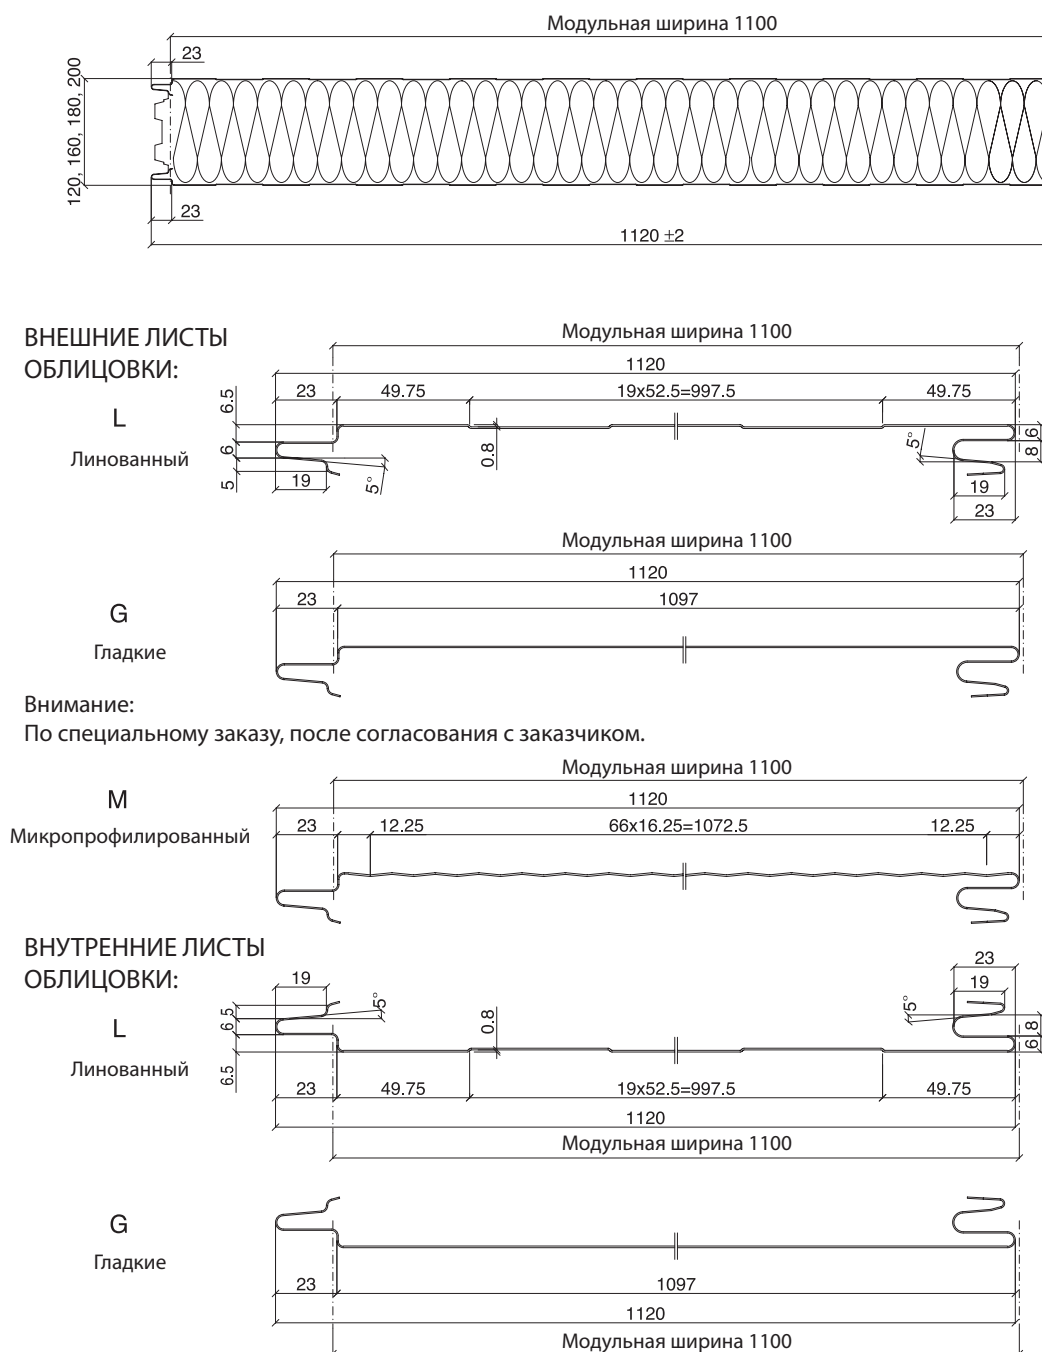 Модульная ширина 1100
23
120, 160, 180, 200
23
1120 ±2
ВНЕШНИЕ ЛИСТЫ
ОБЛИЦОВКИ:
Модульная ширина 1100
1120
6.5
23
49.75
19x52.5=997.5
49.75
L
Линованный
6
5
19
5°
0.8
5°
6
8
19
23
Модульная ширина 1100
1120
23
1097
G
Гладкие
Внимание:
По специальному заказу, после согласования с заказчиком.
Модульная ширина 1100
M
1120
Микропрофилированный
23
12.25
66x16.25=1072.5
12.25
ВНУТРЕННИЕ ЛИСТЫ
ОБЛИЦОВКИ:
23
19
19
5°
5°
6.5
6
L
0.8
8
6
Линованный
6.5
23
49.75
19x52.5=997.5
49.75
1120
Модульная ширина 1100
G
Гладкие
23
1097
1120
Модульная ширина 1100